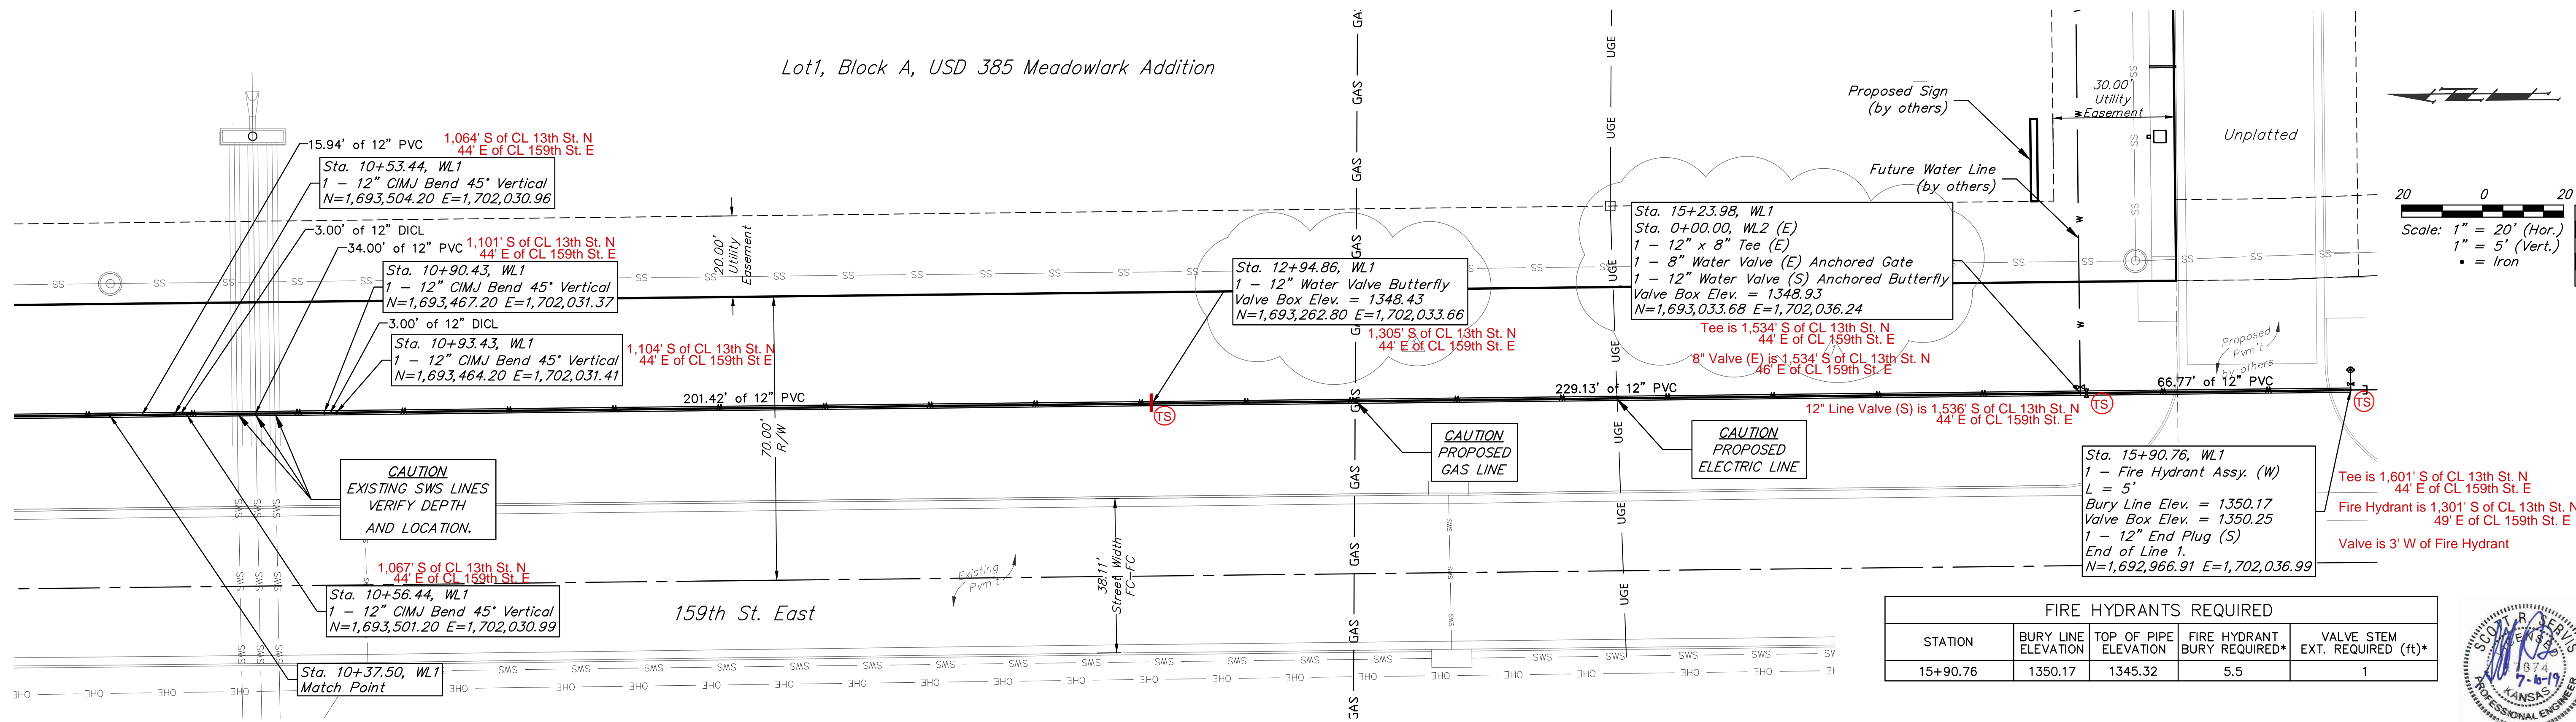 Lot1, Block A, USD 385 Meadowlark Addition
15.94' of 12" PVC
1,064' S of CL 13th St. N
44' E of CL 159th St. E
Sta. 10+53.44, WL1
1 - 12" CIMJ Bend 45° Vertical
N=1,693,504.20 E=1,702,030.96
3.00' of 12" DICL
34.00' of 12" PVC
1,101' S of CL 13th St. N
44' E of CL 159th St. E
Sta. 10+90.43, WL1
1 - 12" CIMJ Bend 45° Vertical
N=1,693,467.20 E=1,702,031.37
3.00' of 12" DICL
Sta. 10+93.43, WL1
1 - 12" CIMJ Bend 45° Vertical
N=1,693,464.20 E=1,702,031.41
1,104' S of CL 13th St. N
44' E of CL 159th St E
20.00'
Utility
Easement
201.42' of 12" PVC
70.00'
R/W
Sta. 12+94.86, WL1
1 - 12" Water Valve Butterfly
Valve Box Elev. = 1348.43
N=1,693,262.80 E=1,702,033.66
1,305' S of CL 13th St. N
44' E of CL 159th St. E
TS
Sta. 15+23.98, WL1
Sta. 0+00.00, WL2 (E)
1 - 12" x 8" Tee (E)
1 - 8" Water Valve (E) Anchored Gate
1 - 12" Water Valve (S) Anchored Butterfly
Valve Box Elev. = 1348.93
N=1,693,033.68 E=1,702,036.24
Tee is 1,534' S of CL 13th St. N
44' E of CL 159th St. E
8" Valve (E) is 1,534' S of CL 13th St. N
46' E of CL 159th St. E
229.13' of 12" PVC
12" Line Valve (S) is 1,536' S of CL 13th St. N
44' E of CL 159th St. E
TS
66.77' of 12" PVC
TS
Proposed Sign
(by others)
Future Water Line
(by others)
30.00'
Utility
Easement
Unplatted
Proposed
Pvm't
by others
20 0 20
Scale: 1" = 20' (Hor.)
1" = 5' (Vert.)
• = Iron
CAUTION
EXISTING SWS LINES
VERIFY DEPTH
AND LOCATION.
CAUTION
PROPOSED
GAS LINE
CAUTION
PROPOSED
ELECTRIC LINE
Sta. 15+90.76, WL1
1 - Fire Hydrant Assy. (W)
L = 5'
Bury Line Elev. = 1350.17
Valve Box Elev. = 1350.25
1 - 12" End Plug (S)
End of Line 1.
N=1,692,966.91 E=1,702,036.99
Tee is 1,601' S of CL 13th St. N
44' E of CL 159th St. E
Fire Hydrant is 1,301' S of CL 13th St. N
49' E of CL 159th St. E
Valve is 3' W of Fire Hydrant
1,067' S of CL 13th St. N
44' E of CL 159th St. E
Sta. 10+56.44, WL1
1 - 12" CIMJ Bend 45° Vertical
N=1,693,501.20 E=1,702,030.99
Sta. 10+37.50, WL1
Match Point
159th St. East
Existing
Pvm't
38.11'
Street Width
FC-FC
GAS
UGE
SS
SWS
OHE
W
FIRE HYDRANTS REQUIRED
STATION BURY LINE ELEVATION TOP OF PIPE ELEVATION FIRE HYDRANT BURY REQUIRED* VALVE STEM EXT. REQUIRED (ft)*
15+90.76 1350.17 1345.32 5.5 1
7-10-19
KANSAS
PROFESSIONAL ENGINEER